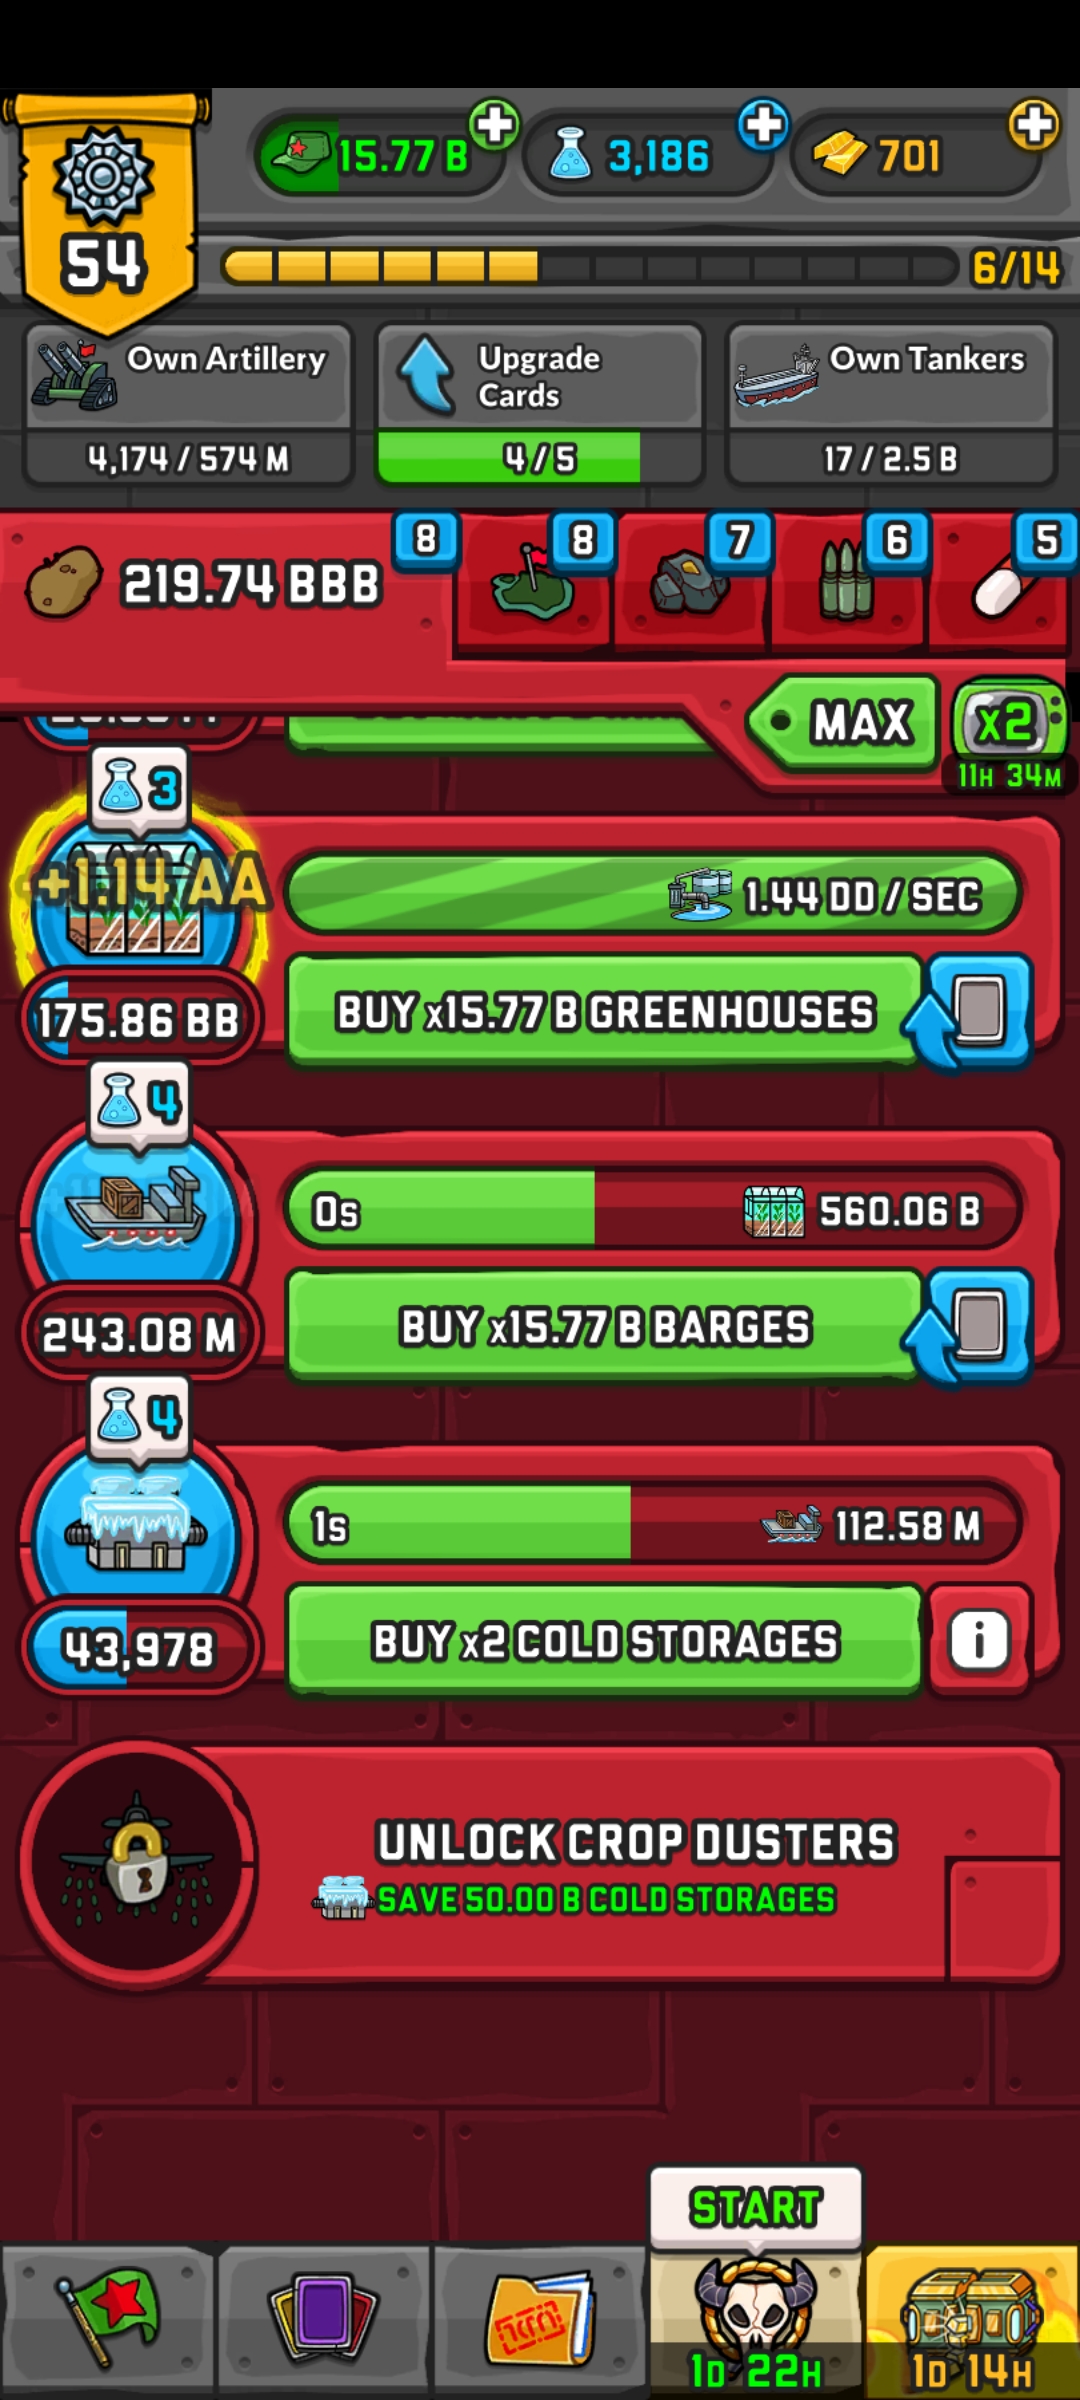 15.77 B
3,186
701
54
6/14
Own Artillery
4,174 / 574 M
Upgrade
Cards
4 / 5
Own Tankers
17 / 2.5 B
219.74 BBB
8
8
7
6
5
MAX
x2
11H 34M
3
+1.14 AA
1.44 DD / SEC
175.86 BB
BUY x15.77 B GREENHOUSES
4
0s
560.06 B
243.08 M
BUY x15.77 B BARGES
4
1s
112.58 M
43,978
BUY x2 COLD STORAGES
i
UNLOCK CROP DUSTERS
SAVE 50.00 B COLD STORAGES
START
1D 22H
1D 14H